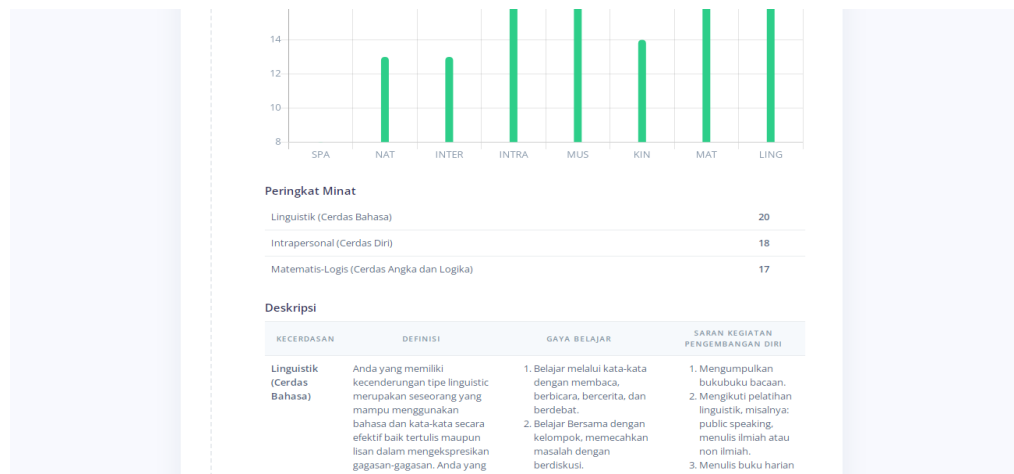 14
12
10
8
SPA NAT INTER INTRA MUS KIN MAT LING
Peringkat Minat
Linguistik (Cerdas Bahasa) 20
Intrapersonal (Cerdas Diri) 18
Matematis-Logis (Cerdas Angka dan Logika) 17
Deskripsi
KECERDASAN DEFINISI GAYA BELAJAR SARAN KEGIATAN
PENGEMBANGAN DIRI
Linguistik
(Cerdas
Bahasa)
Anda yang memiliki
kecenderungan tipe linguistic
merupakan seseorang yang
mampu menggunakan
bahasa dan kata-kata secara
efektif baik tertulis maupun
lisan dalam mengekspresikan
gagasan-gagasan. Anda yang
1. Belajar melalui kata-kata
dengan membaca,
berbicara, bercerita, dan
berdebat.
2. Belajar Bersama dengan
kelompok, memecahkan
masalah dengan
berdiskusi.
1. Mengumpulkan
bukubuku bacaan.
2. Mengikuti pelatihan
linguistik, misalnya:
public speaking,
menulis ilmiah atau
non ilmiah.
3. Menulis buku harian